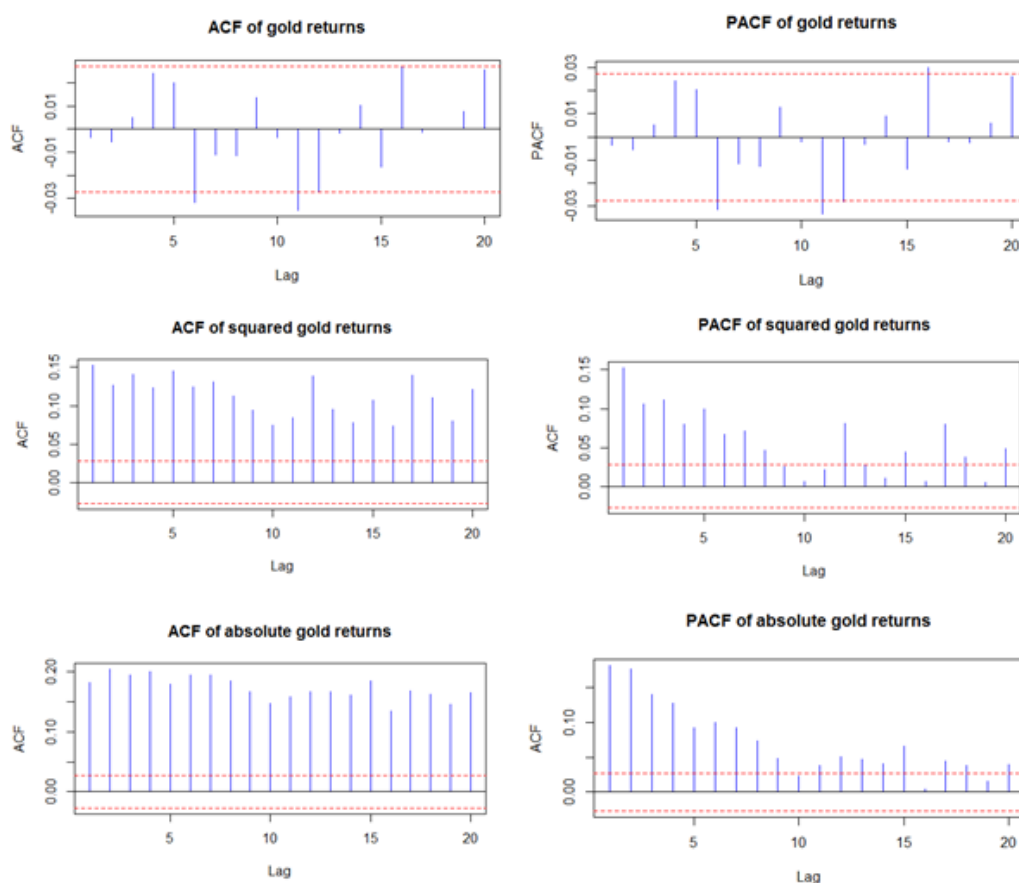 ACF of gold returns
ACF
0.01
-0.01
-0.03
5
10
15
20
Lag
PACF of gold returns
PACF
0.03
0.01
-0.01
-0.03
5
10
15
20
Lag
ACF of squared gold returns
ACF
0.15
0.10
0.05
0.00
5
10
15
20
Lag
PACF of squared gold returns
ACF
0.15
0.10
0.05
0.00
5
10
15
20
Lag
ACF of absolute gold returns
ACF
0.20
0.10
0.00
5
10
15
20
Lag
PACF of absolute gold returns
ACF
0.10
0.00
5
10
15
20
Lag